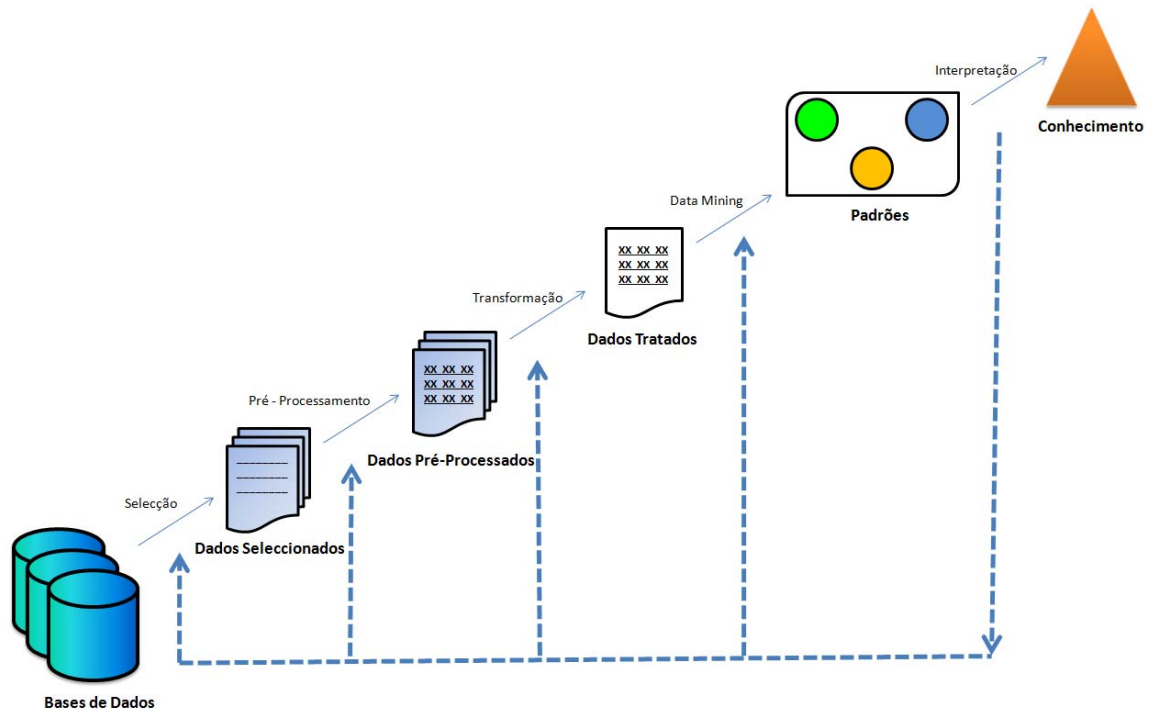 Interpretação
Conhecimento
Data Mining
Padrões
XX XX XX
XX XX XX
XX XX XX
Transformação
Dados Tratados
XX XX XX
XX XX XX
XX XX XX
Pré - Processamento
Dados Pré-Processados
Selecção
Dados Seleccionados
Bases de Dados